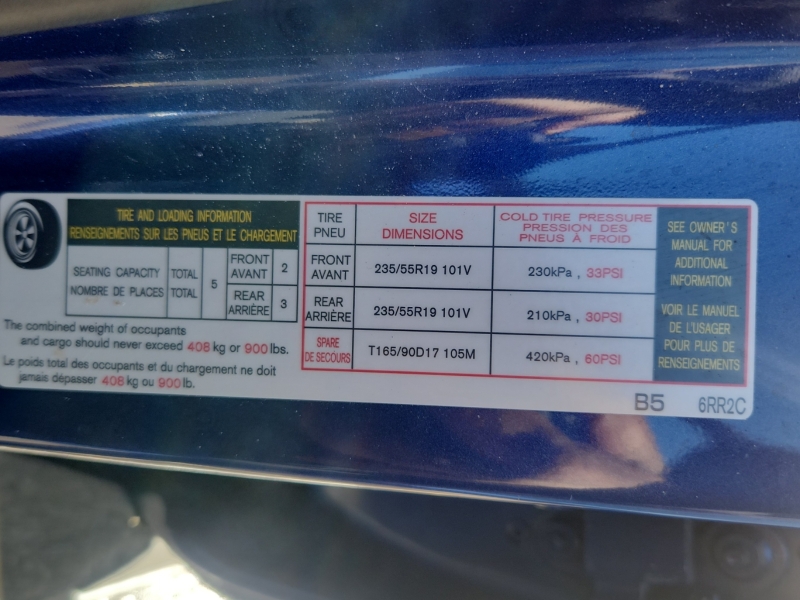 TIRE AND LOADING INFORMATION
RENSEIGNEMENTS SUR LES PNEUS ET LE CHARGEMENT
SEATING CAPACITY TOTAL
NOMBRE DE PLACES TOTAL
5
FRONT
AVANT
2
REAR
ARRIÈRE
3
The combined weight of occupants
and cargo should never exceed 408 kg or 900 lbs.
Le poids total des occupants et du chargement ne doit
jamais dépasser 408 kg ou 900 lb.
TIRE
PNEU
SIZE
DIMENSIONS
COLD TIRE PRESSURE
PRESSION DES
PNEUS À FROID
FRONT
AVANT
235/55R19 101V
230kPa , 33PSI
REAR
ARRIÈRE
235/55R19 101V
210kPa , 30PSI
SPARE
DE SECOURS
T165/90D17 105M
420kPa , 60PSI
SEE OWNER'S
MANUAL FOR
ADDITIONAL
INFORMATION
VOIR LE MANUEL
DE L'USAGER
POUR PLUS DE
RENSEIGNEMENTS
B5 6RR2C